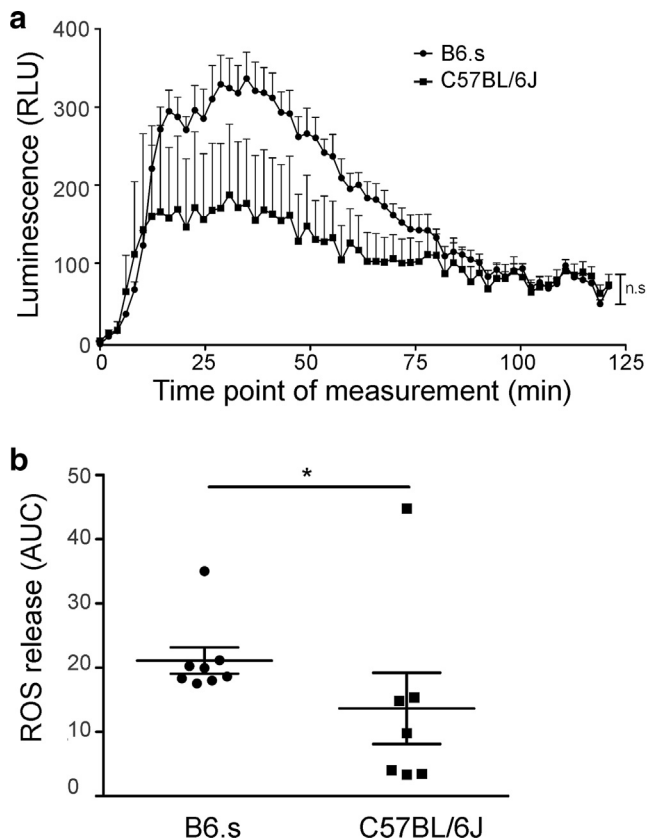 a
400
300
200
100
0
Luminescence (RLU)
B6.s
C57BL/6J
n.s
0 25 50 75 100 125
Time point of measurement (min)
b
50
40
30
20
10
0
ROS release (AUC)
*
B6.s C57BL/6J